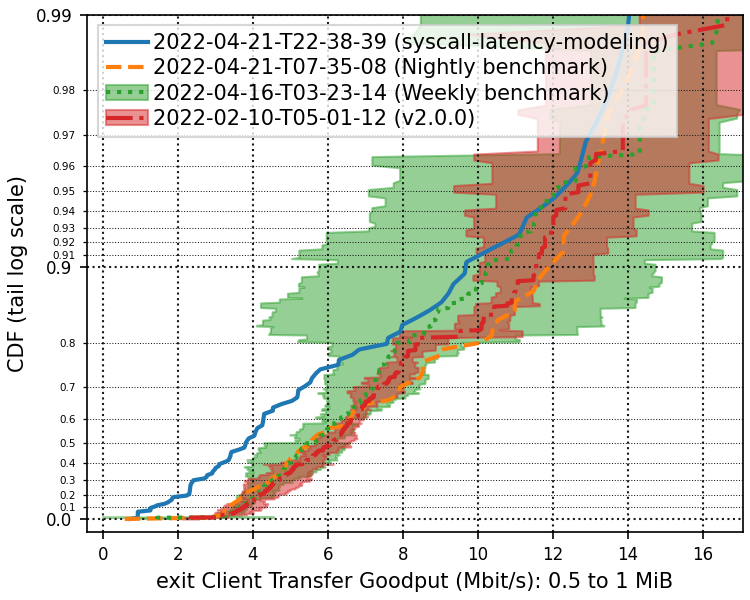 0.99
2022-04-21-T22-38-39 (syscall-latency-modeling)
2022-04-21-T07-35-08 (Nightly benchmark)
2022-04-16-T03-23-14 (Weekly benchmark)
2022-02-10-T05-01-12 (v2.0.0)
0.98
0.97
0.96
0.95
0.94
0.93
0.92
0.91
0.9
0.8
0.7
0.6
0.5
0.4
0.3
0.2
0.1
0.0
CDF (tail log scale)
0 2 4 6 8 10 12 14 16
exit Client Transfer Goodput (Mbit/s): 0.5 to 1 MiB